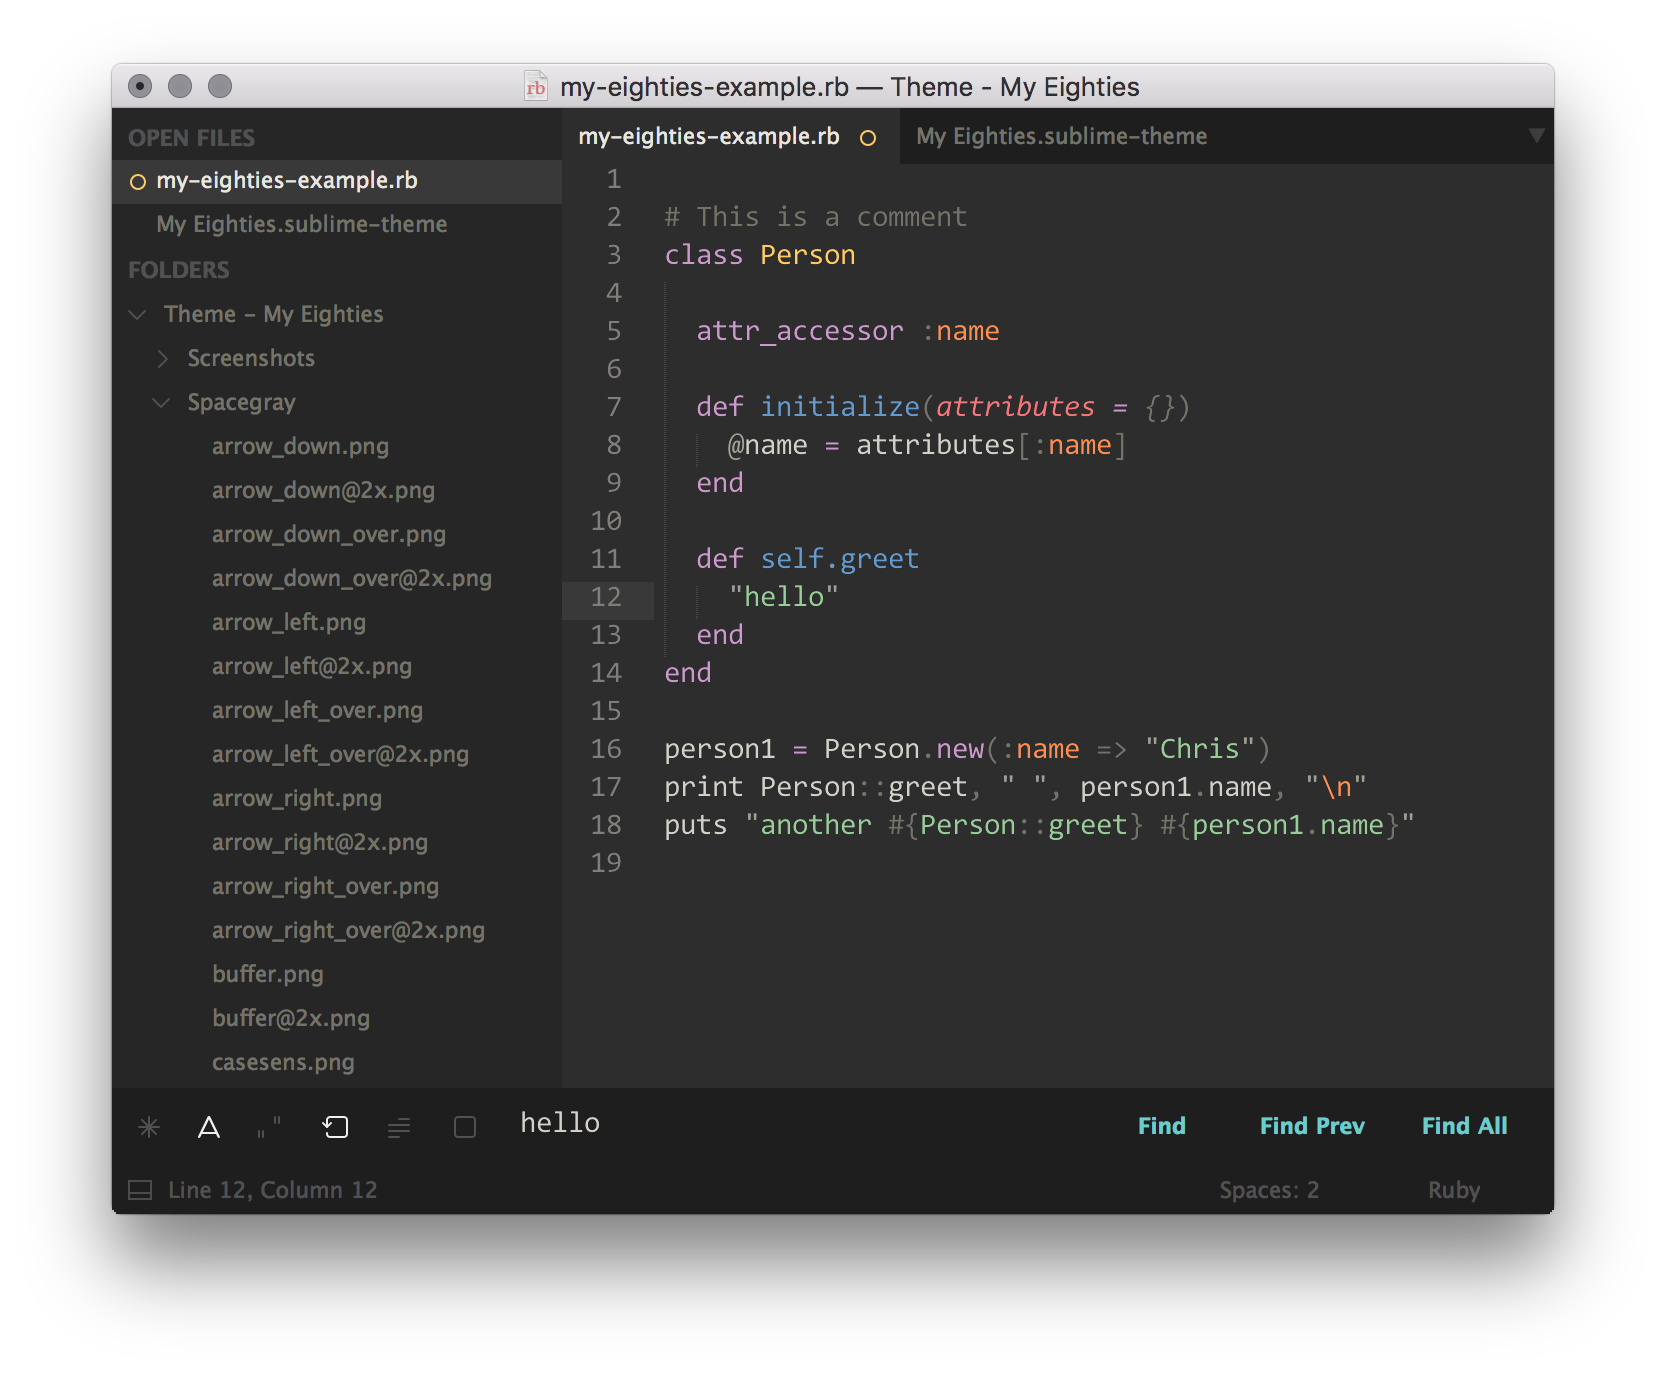 rb my-eighties-example.rb — Theme - My Eighties
OPEN FILES
my-eighties-example.rb
My Eighties.sublime-theme
FOLDERS
Theme - My Eighties
Screenshots
Spacegray
arrow_down.png
arrow_down@2x.png
arrow_down_over.png
arrow_down_over@2x.png
arrow_left.png
arrow_left@2x.png
arrow_left_over.png
arrow_left_over@2x.png
arrow_right.png
arrow_right@2x.png
arrow_right_over.png
arrow_right_over@2x.png
buffer.png
buffer@2x.png
casesens.png
my-eighties-example.rb My Eighties.sublime-theme
1
2 # This is a comment
3 class Person
4
5   attr_accessor :name
6
7   def initialize(attributes = {})
8     @name = attributes[:name]
9   end
10
11   def self.greet
12     "hello"
13   end
14 end
15
16 person1 = Person.new(:name => "Chris")
17 print Person::greet, " ", person1.name, "\n"
18 puts "another #{Person::greet} #{person1.name}"
19
hello Find Find Prev Find All
Line 12, Column 12 Spaces: 2 Ruby